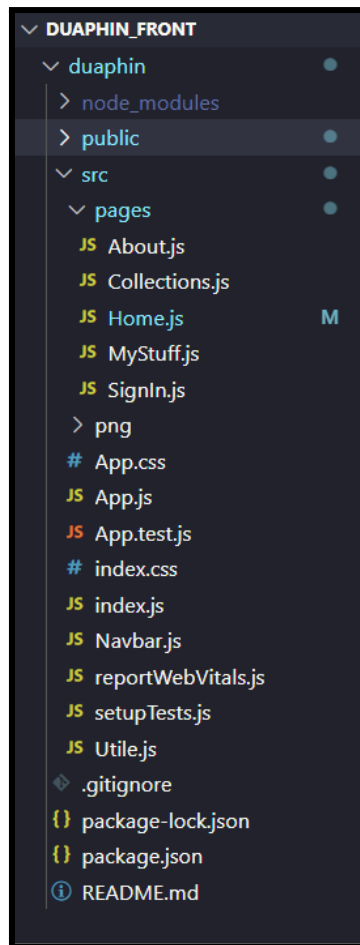 DUAPHIN_FRONT
duaphin
node_modules
public
src
pages
JS About.js
JS Collections.js
JS Home.js M
JS MyStuff.js
JS SignIn.js
png
# App.css
JS App.js
JS App.test.js
# index.css
JS index.js
JS Navbar.js
JS reportWebVitals.js
JS setupTests.js
JS Utile.js
.gitignore
{} package-lock.json
{} package.json
README.md